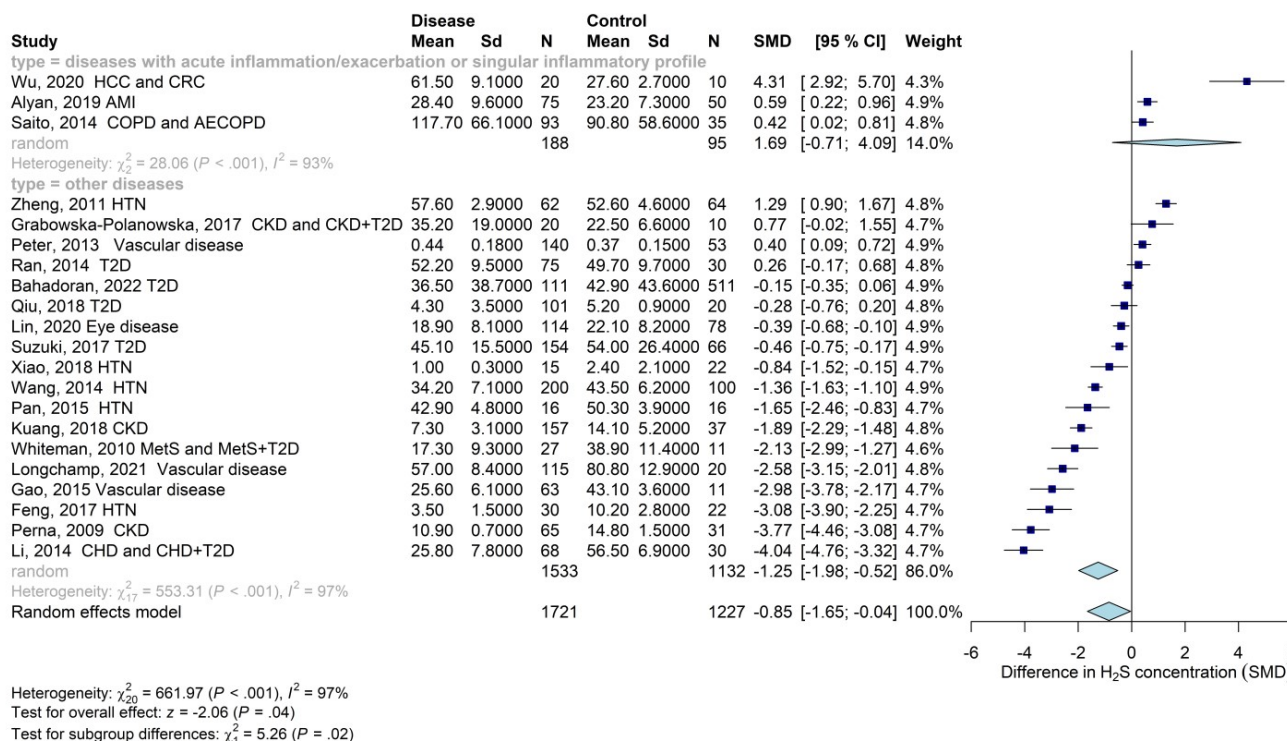 Disease Control
Study Mean Sd N Mean Sd N SMD [95 % CI] Weight
type = diseases with acute inflammation/exacerbation or singular inflammatory profile
Wu, 2020 HCC and CRC 61.50 9.1000 20 27.60 2.7000 10 4.31 [ 2.92; 5.70] 4.3%
Alyan, 2019 AMI 28.40 9.6000 75 23.20 7.3000 50 0.59 [ 0.22; 0.96] 4.9%
Saito, 2014 COPD and AECOPD 117.70 66.1000 93 90.80 58.6000 35 0.42 [ 0.02; 0.81] 4.8%
random 188 95 1.69 [-0.71; 4.09] 14.0%
Heterogeneity: χ²₂ = 28.06 (P < .001), I² = 93%
type = other diseases
Zheng, 2011 HTN 57.60 2.9000 62 52.60 4.6000 64 1.29 [ 0.90; 1.67] 4.8%
Grabowska-Polanowska, 2017 CKD and CKD+T2D 35.20 19.0000 20 22.50 6.6000 10 0.77 [-0.02; 1.55] 4.7%
Peter, 2013 Vascular disease 0.44 0.1800 140 0.37 0.1500 53 0.40 [ 0.09; 0.72] 4.9%
Ran, 2014 T2D 52.20 9.5000 75 49.70 9.7000 30 0.26 [-0.17; 0.68] 4.8%
Bahadoran, 2022 T2D 36.50 38.7000 111 42.90 43.6000 511 -0.15 [-0.35; 0.06] 4.9%
Qiu, 2018 T2D 4.30 3.5000 101 5.20 0.9000 20 -0.28 [-0.76; 0.20] 4.8%
Lin, 2020 Eye disease 18.90 8.1000 114 22.10 8.2000 78 -0.39 [-0.68; -0.10] 4.9%
Suzuki, 2017 T2D 45.10 15.5000 154 54.00 26.4000 66 -0.46 [-0.75; -0.17] 4.9%
Xiao, 2018 HTN 1.00 0.3000 15 2.40 2.1000 22 -0.84 [-1.52; -0.15] 4.7%
Wang, 2014 HTN 34.20 7.1000 200 43.50 6.2000 100 -1.36 [-1.63; -1.10] 4.9%
Pan, 2015 HTN 42.90 4.8000 16 50.30 3.9000 16 -1.65 [-2.46; -0.83] 4.7%
Kuang, 2018 CKD 7.30 3.1000 157 14.10 5.2000 37 -1.89 [-2.29; -1.48] 4.8%
Whiteman, 2010 MetS and MetS+T2D 17.30 9.3000 27 38.90 11.4000 11 -2.13 [-2.99; -1.27] 4.6%
Longchamp, 2021 Vascular disease 57.00 8.4000 115 80.80 12.9000 20 -2.58 [-3.15; -2.01] 4.8%
Gao, 2015 Vascular disease 25.60 6.1000 63 43.10 3.6000 11 -2.98 [-3.78; -2.17] 4.7%
Feng, 2017 HTN 3.50 1.5000 30 10.20 2.8000 22 -3.08 [-3.90; -2.25] 4.7%
Perna, 2009 CKD 10.90 0.7000 65 14.80 1.5000 31 -3.77 [-4.46; -3.08] 4.7%
Li, 2014 CHD and CHD+T2D 25.80 7.8000 68 56.50 6.9000 30 -4.04 [-4.76; -3.32] 4.7%
random 1533 1132 -1.25 [-1.98; -0.52] 86.0%
Heterogeneity: χ²₁₇ = 553.31 (P < .001), I² = 97%
Random effects model 1721 1227 -0.85 [-1.65; -0.04] 100.0%
-6 -4 -2 0 2 4
Difference in H₂S concentration (SMD
Heterogeneity: χ²₂₀ = 661.97 (P < .001), I² = 97%
Test for overall effect: z = -2.06 (P = .04)
Test for subgroup differences: χ²₁ = 5.26 (P = .02)